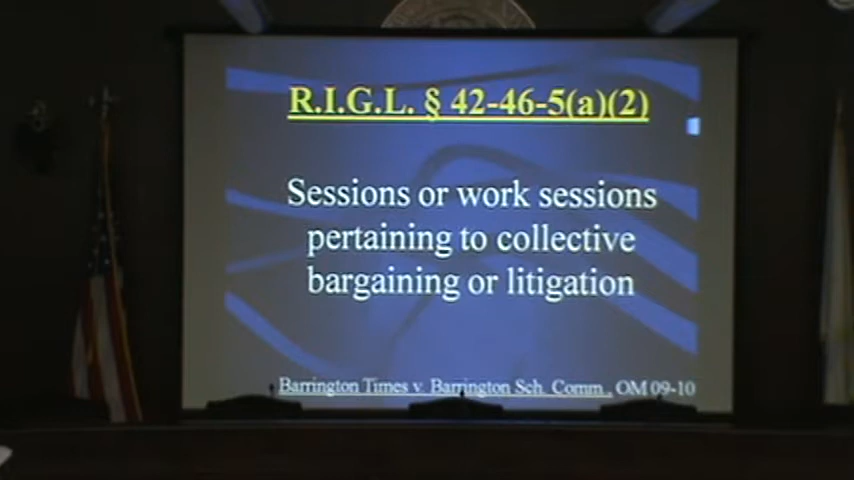 R.I.G.L. § 42-46-5(a)(2)
Sessions or work sessions
pertaining to collective
bargaining or litigation
Barrington Times v. Barrington Sch. Comm., OM 09-10